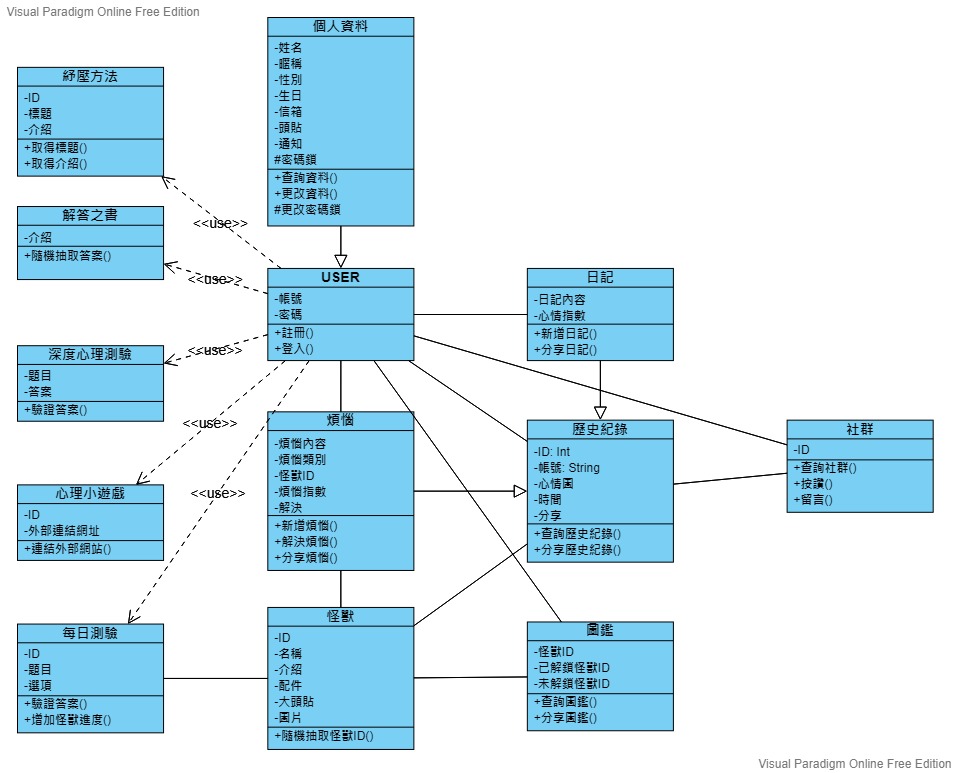 Visual Paradigm Online Free Edition
個人資料
-姓名
-暱稱
-性別
-生日
-信箱
-頭貼
-通知
#密碼鎖
+查詢資料()
+更改資料()
#更改密碼鎖
紓壓方法
-ID
-標題
-介紹
+取得標題()
+取得介紹()
<<use>>
解答之書
-介紹
+隨機抽取答案()
<<use>>
USER
-帳號
-密碼
+註冊()
+登入()
日記
-日記內容
-心情指數
+新增日記()
+分享日記()
深度心理測驗
-題目
-答案
+驗證答案()
<<use>>
<<use>>
煩惱
-煩惱內容
-煩惱類別
-怪獸ID
-煩惱指數
-解決
+新增煩惱()
+解決煩惱()
+分享煩惱()
歷史紀錄
-ID: Int
-帳號: String
-心情圖
-時間
-分享
+查詢歷史紀錄()
+分享歷史紀錄()
社群
-ID
+查詢社群()
+按讚()
+留言()
心理小遊戲
-ID
-外部連結網址
+連結外部網站()
<<use>>
每日測驗
-ID
-題目
-選項
+驗證答案()
+增加怪獸進度()
怪獸
-ID
-名稱
-介紹
-配件
-大頭貼
-圖片
+隨機抽取怪獸ID()
圖鑑
-怪獸ID
-已解鎖怪獸ID
-未解鎖怪獸ID
+查詢圖鑑()
+分享圖鑑()
Visual Paradigm Online Free Edition